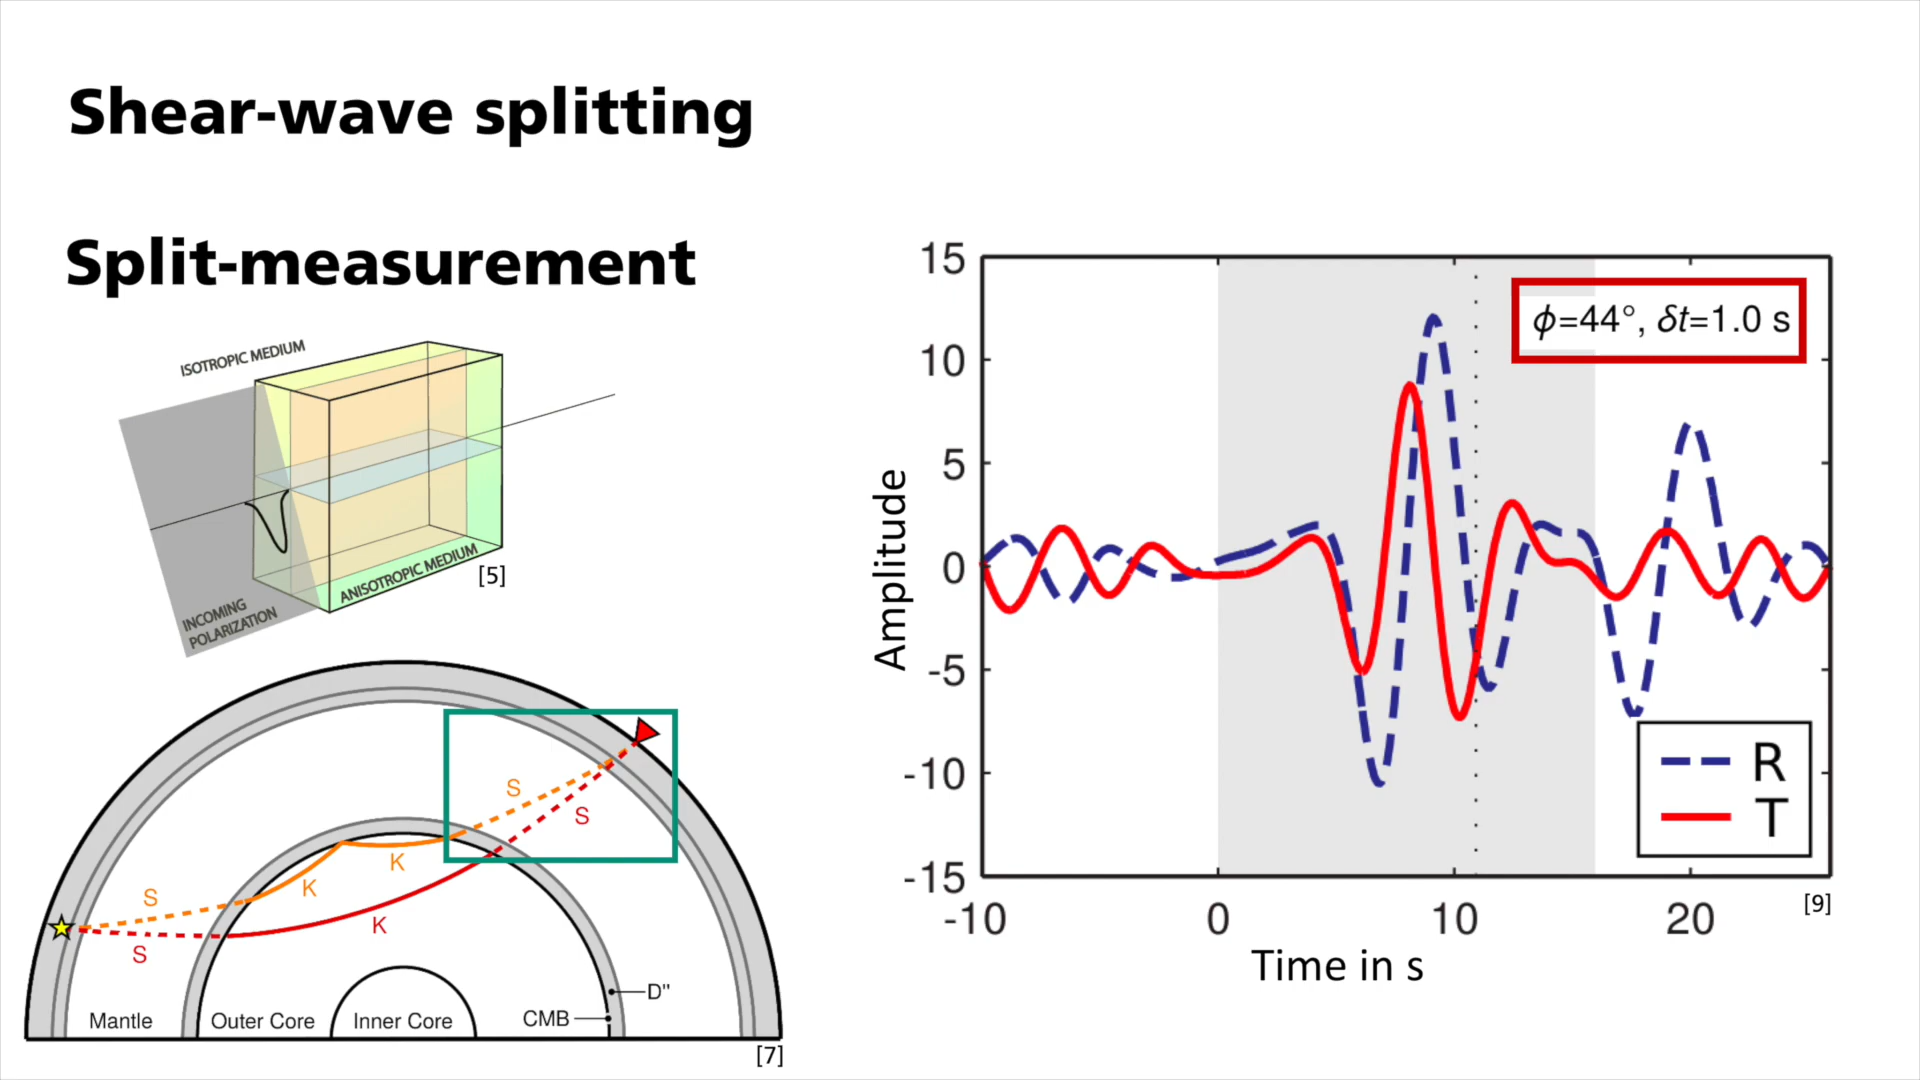 Shear-wave splitting
Split-measurement
ISOTROPIC MEDIUM
ANISOTROPIC MEDIUM
[5]
INCOMING
POLARIZATION
S
S
K
K
S
K
S
Mantle
Outer Core
Inner Core
CMB
D"
[7]
15
10
5
0
-5
-10
-15
Amplitude
ϕ=44°, δt=1.0 s
R
T
-10
0
10
20
[9]
Time in s